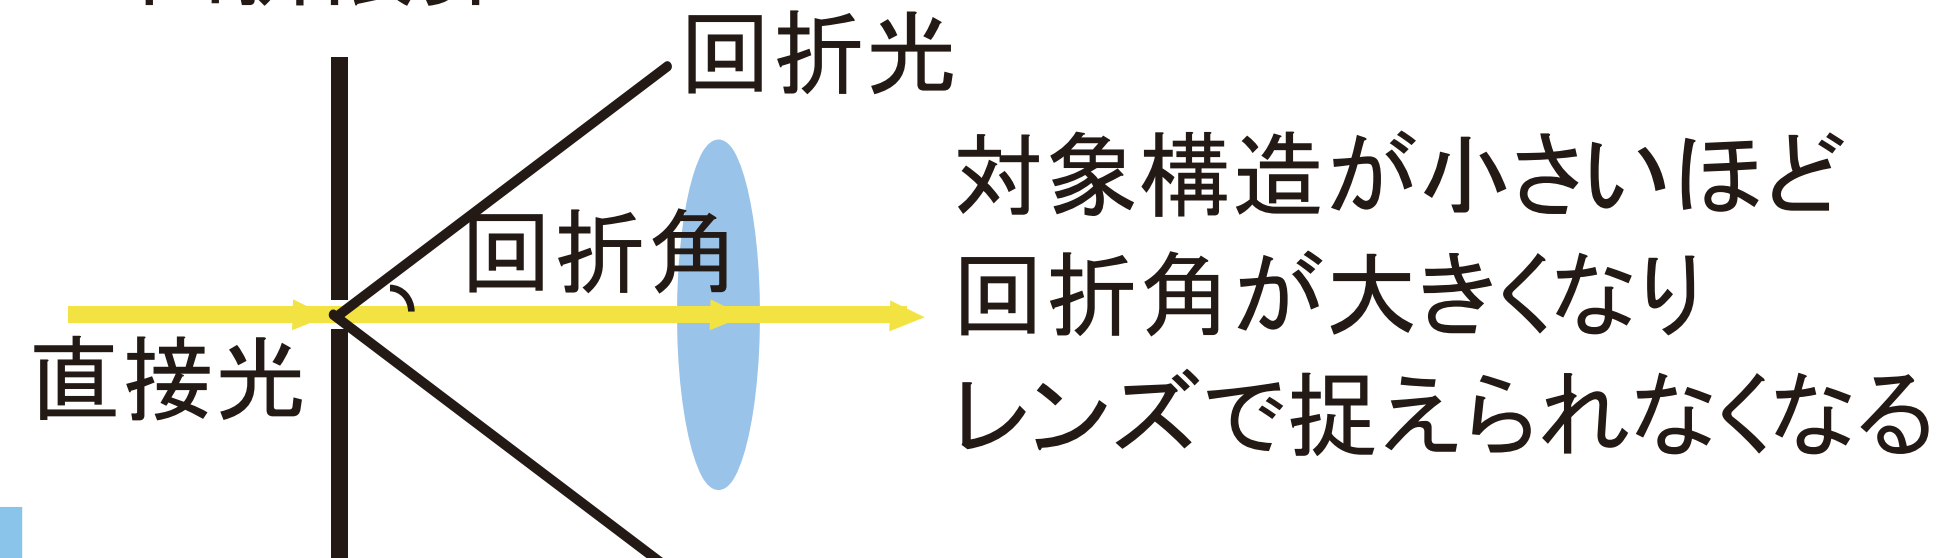 回折光
回折角
直接光
対象構造が小さいほど
回折角が大きくなり
レンズで捉えられなくなる